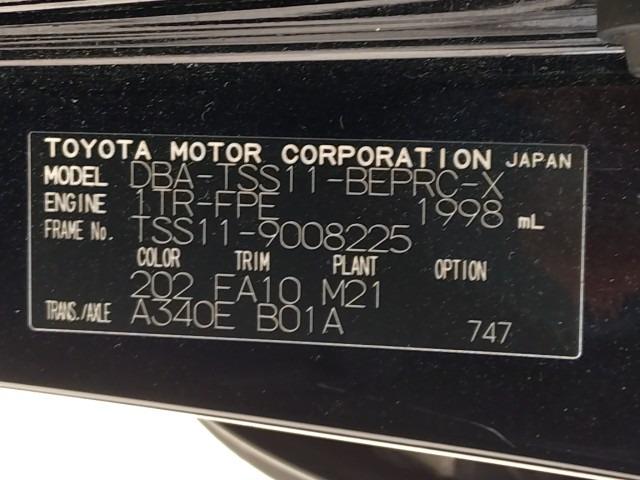 TOYOTA MOTOR CORPORATION JAPAN
MODEL DBA-TSS11-BEPRC-X
ENGINE 1TR-FPE 1998 mL
FRAME No. TSS11-9008225
COLOR TRIM PLANT OPTION
202 FA10 M21
TRANS./AXLE A340E B01A 747